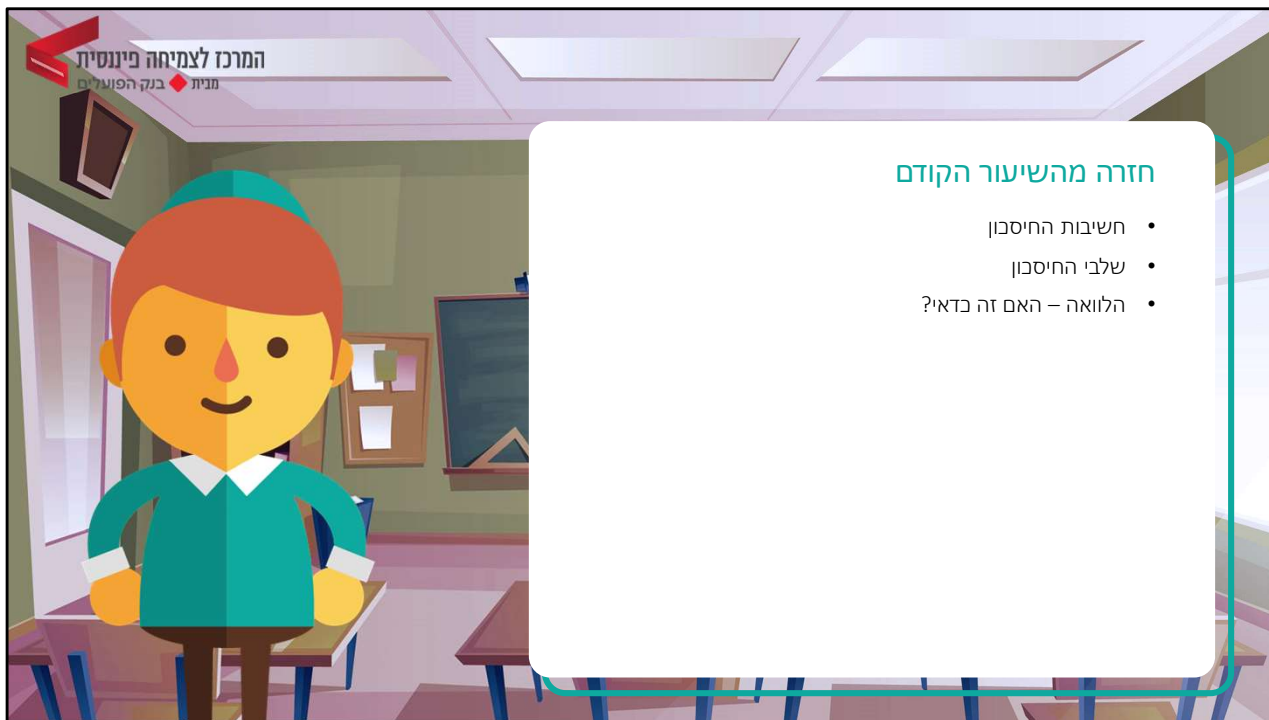 המרכז לצמיחה פיננסית
מבית בנק הפועלים
חזרה מהשיעור הקודם
• חשיבות החיסכון
• שלבי החיסכון
• הלוואה – האם זה כדאי?